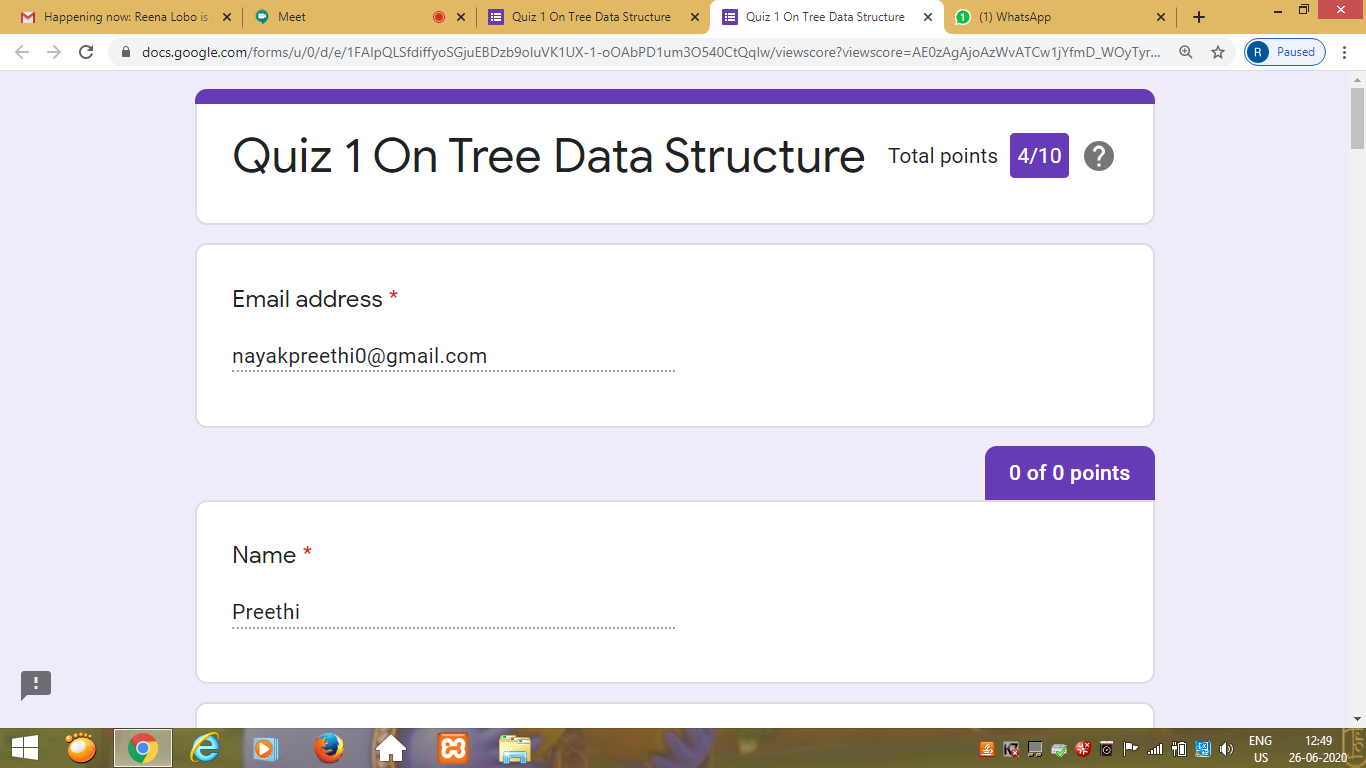 Happening now: Reena Lobo is
Meet
Quiz 1 On Tree Data Structure
Quiz 1 On Tree Data Structure
(1) WhatsApp
docs.google.com/forms/u/0/d/e/1FAIpQLSfdiffyoSGjuEBDzb9oIuVK1UX-1-oOAbPD1um3O540CtQqIw/viewscore?viewscore=AE0zAgAjoAzWvATCw1jYfmD_WOyTyr...
R Paused
Quiz 1 On Tree Data Structure
Total points 4/10 ?
Email address *
nayakpreethi0@gmail.com
0 of 0 points
Name *
Preethi
ENG
US
12:49
26-06-2020